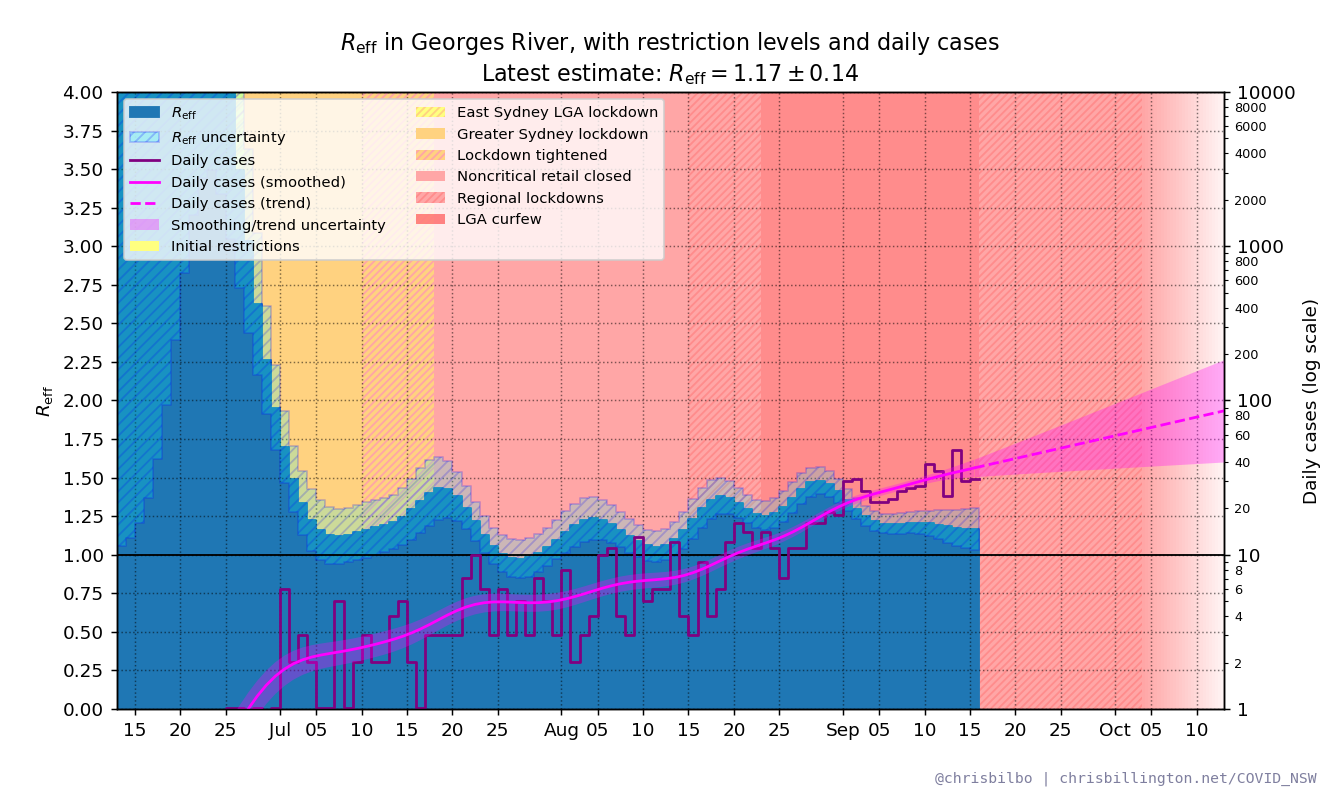 Reff in Georges River, with restriction levels and daily cases
Latest estimate: Reff = 1.17 ± 0.14
Reff
Reff uncertainty
Daily cases
Daily cases (smoothed)
Daily cases (trend)
Smoothing/trend uncertainty
Initial restrictions
East Sydney LGA lockdown
Greater Sydney lockdown
Lockdown tightened
Noncritical retail closed
Regional lockdowns
LGA curfew
Reff
4.00
3.75
3.50
3.25
3.00
2.75
2.50
2.25
2.00
1.75
1.50
1.25
1.00
0.75
0.50
0.25
0.00
10000
8000
6000
4000
2000
1000
800
600
400
200
100
80
60
40
20
10
8
6
4
2
1
Daily cases (log scale)
15 20 25 Jul 05 10 15 20 25 Aug 05 10 15 20 25 Sep 05 10 15 20 25 Oct 05 10
@chrisbilbo | chrisbillington.net/COVID_NSW